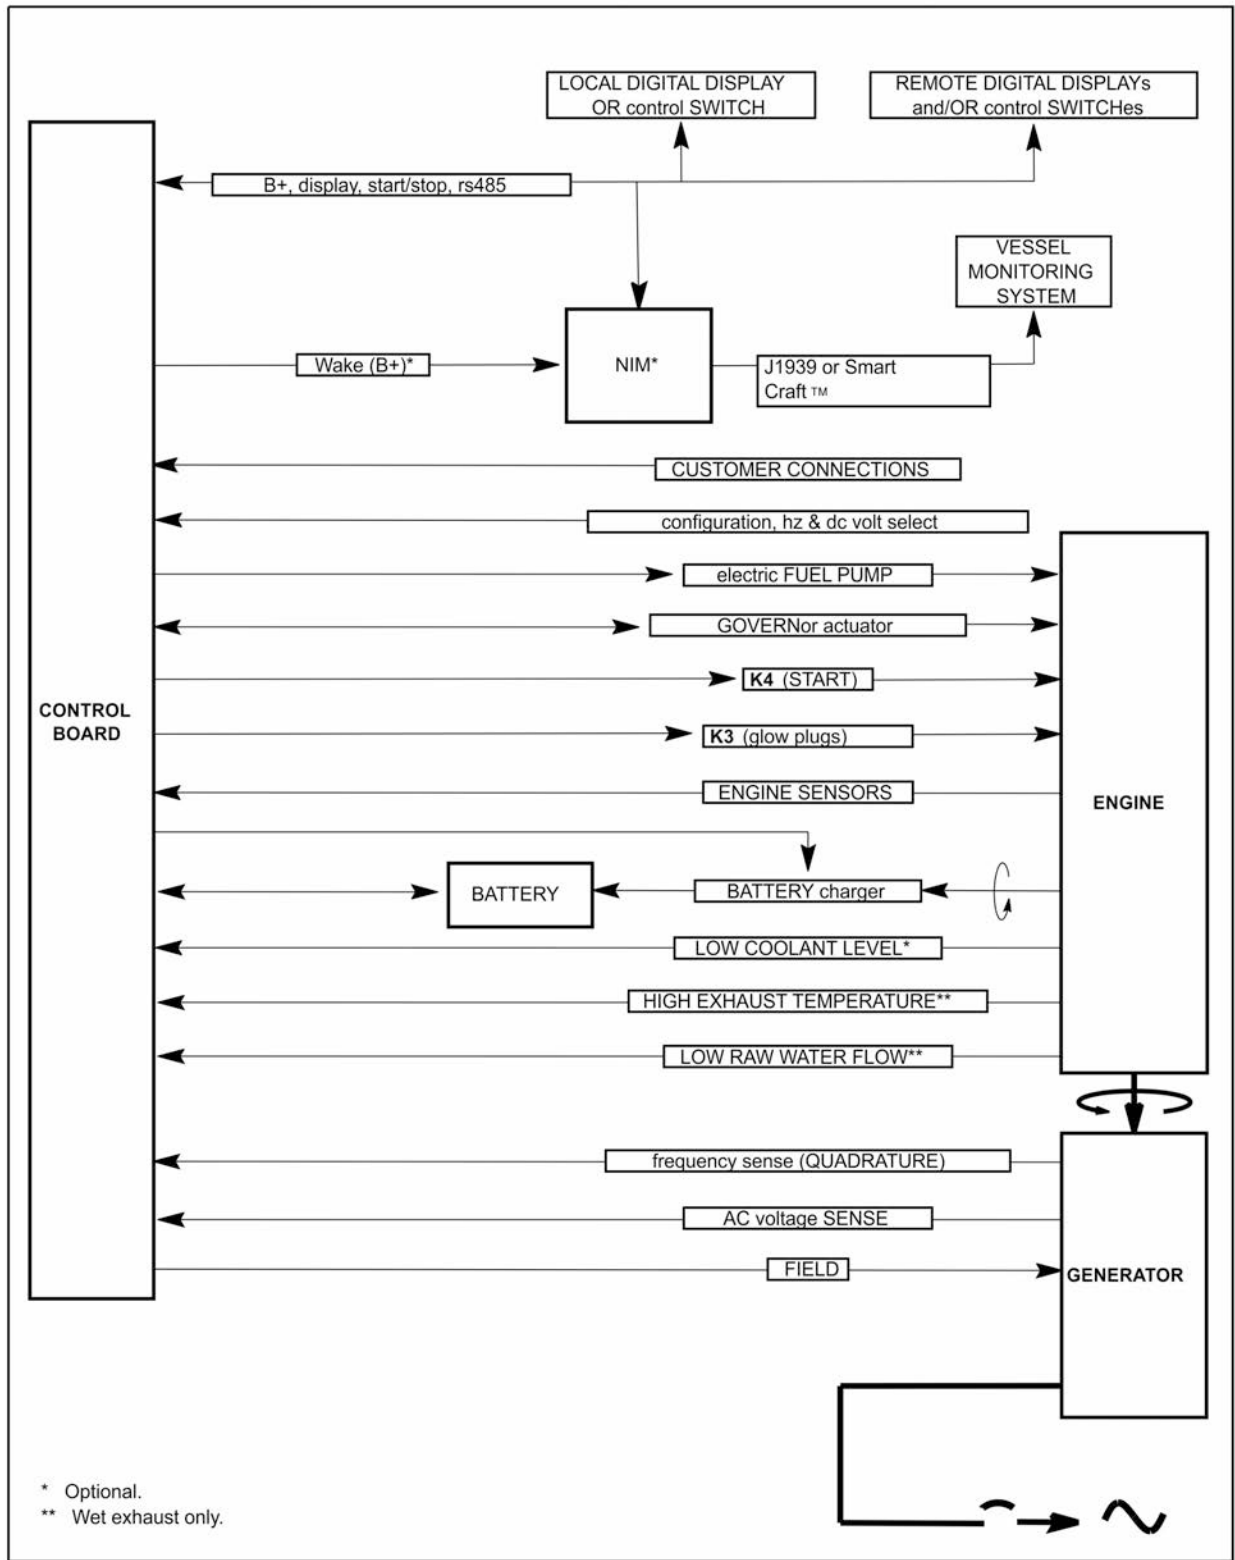 LOCAL DIGITAL DISPLAY
OR control SWITCH
REMOTE DIGITAL DISPLAYs
and/OR control SWITCHes
B+, display, start/stop, rs485
VESSEL
MONITORING
SYSTEM
Wake (B+)*
NIM*
J1939 or Smart
Craft TM
CUSTOMER CONNECTIONS
configuration, hz & dc volt select
electric FUEL PUMP
GOVERNor actuator
K4 (START)
CONTROL
BOARD
K3 (glow plugs)
ENGINE SENSORS
ENGINE
BATTERY
BATTERY charger
LOW COOLANT LEVEL*
HIGH EXHAUST TEMPERATURE**
LOW RAW WATER FLOW**
frequency sense (QUADRATURE)
AC voltage SENSE
FIELD
GENERATOR
* Optional.
** Wet exhaust only.